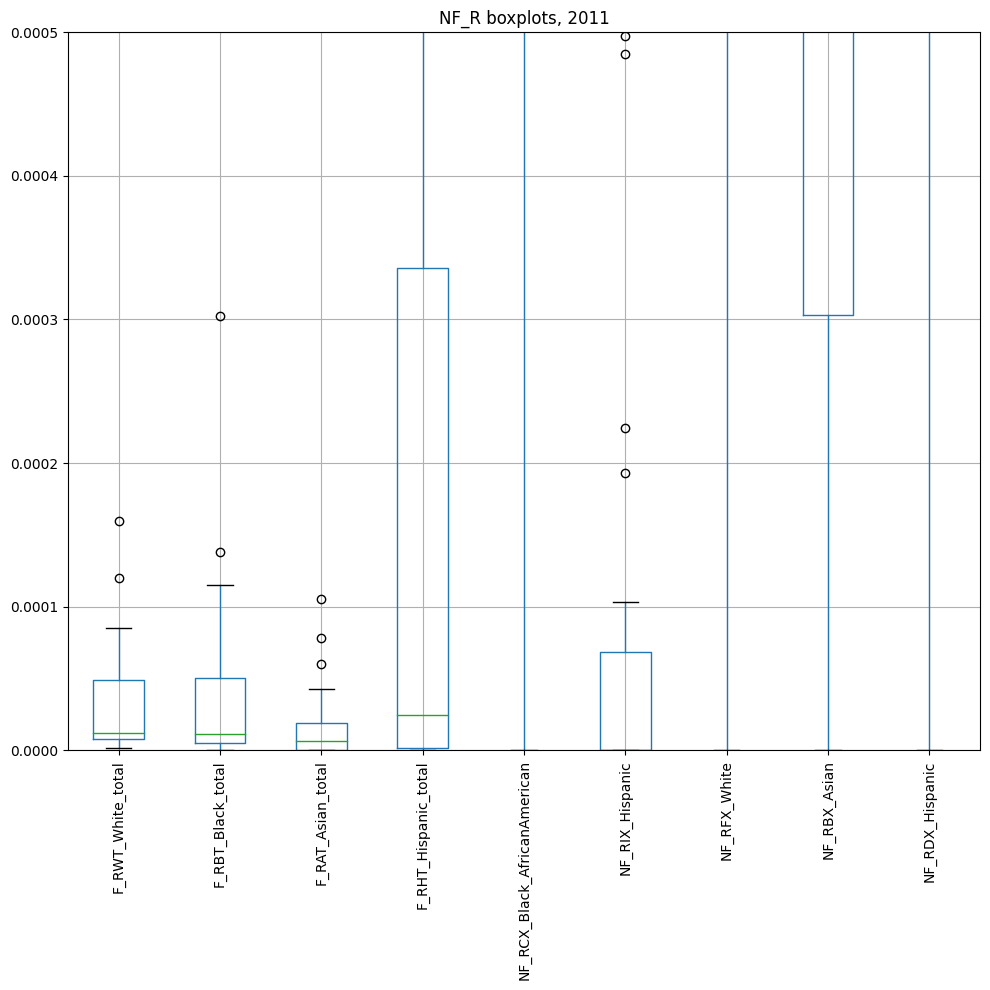 NF_R boxplots, 2011
0.0005
0.0004
0.0003
0.0002
0.0001
0.0000
F_RWT_White_total
F_RBT_Black_total
F_RAT_Asian_total
F_RHT_Hispanic_total
NF_RCX_Black_AfricanAmerican
NF_RIX_Hispanic
NF_RFX_White
NF_RBX_Asian
NF_RDX_Hispanic